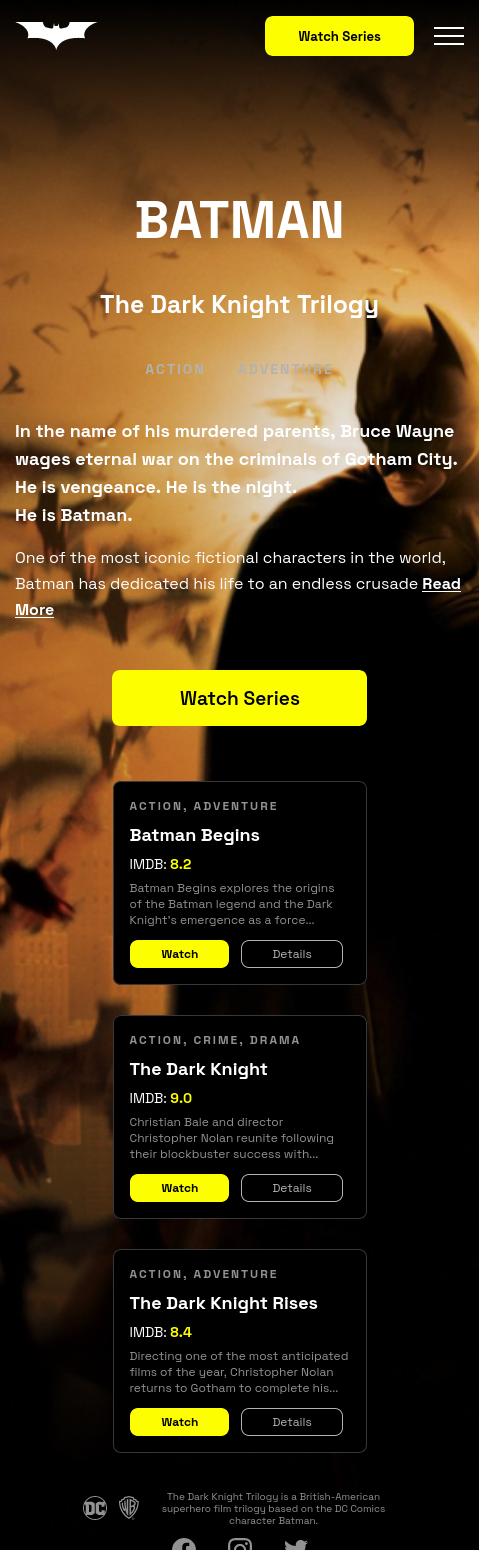 Watch Series
BATMAN
The Dark Knight Trilogy
ACTION ADVENTURE
In the name of his murdered parents, Bruce Wayne
wages eternal war on the criminals of Gotham City.
He is vengeance. He is the night.
He is Batman.
One of the most iconic fictional characters in the world,
Batman has dedicated his life to an endless crusade Read
More
Watch Series
ACTION, ADVENTURE
Batman Begins
IMDB: 8.2
Batman Begins explores the origins
of the Batman legend and the Dark
Knight's emergence as a force...
Watch Details
ACTION, CRIME, DRAMA
The Dark Knight
IMDB: 9.0
Christian Bale and director
Christopher Nolan reunite following
their blockbuster success with...
Watch Details
ACTION, ADVENTURE
The Dark Knight Rises
IMDB: 8.4
Directing one of the most anticipated
films of the year, Christopher Nolan
returns to Gotham to complete his...
Watch Details
DC WB
The Dark Knight Trilogy is a British-American
superhero film trilogy based on the DC Comics
character Batman.